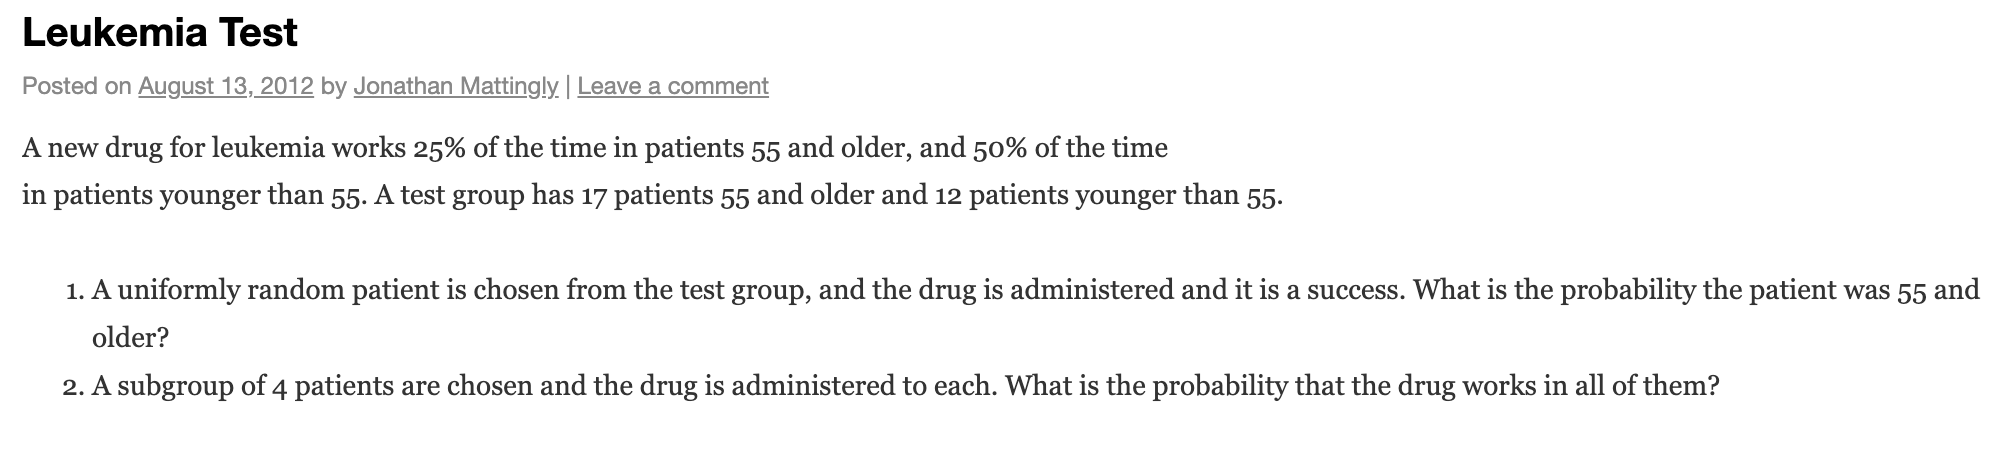 Leukemia Test
Posted on August 13, 2012 by Jonathan Mattingly | Leave a comment
A new drug for leukemia works 25% of the time in patients 55 and older, and 50% of the time
in patients younger than 55. A test group has 17 patients 55 and older and 12 patients younger than 55.
1. A uniformly random patient is chosen from the test group, and the drug is administered and it is a success. What is the probability the patient was 55 and
older?
2. A subgroup of 4 patients are chosen and the drug is administered to each. What is the probability that the drug works in all of them?